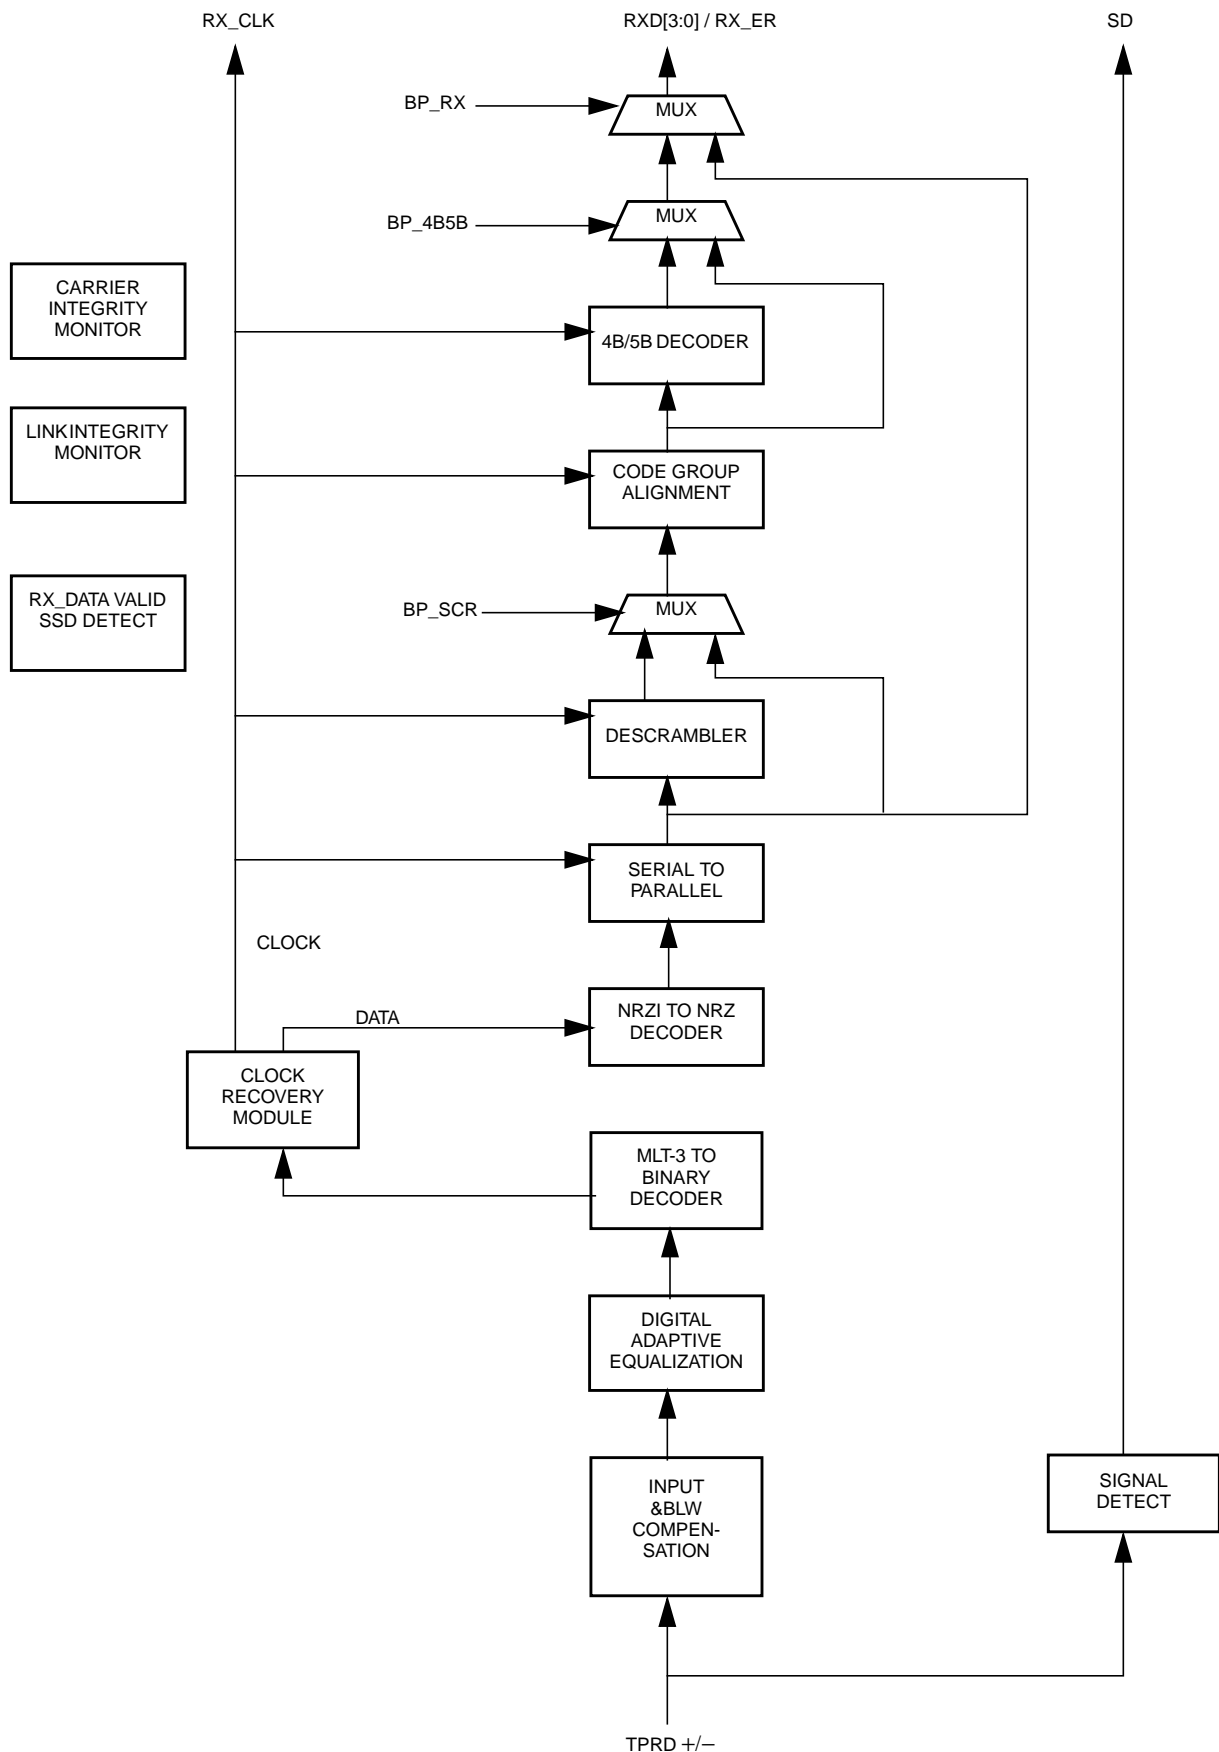 RX_CLK
RXD[3:0] / RX_ER
SD
BP_RX
MUX
BP_4B5B
MUX
CARRIER
INTEGRITY
MONITOR
4B/5B DECODER
LINKINTEGRITY
MONITOR
CODE GROUP
ALIGNMENT
RX_DATA VALID
SSD DETECT
BP_SCR
MUX
DESCRAMBLER
SERIAL TO
PARALLEL
CLOCK
DATA
NRZI TO NRZ
DECODER
CLOCK
RECOVERY
MODULE
MLT-3 TO
BINARY
DECODER
DIGITAL
ADAPTIVE
EQUALIZATION
INPUT
&BLW
COMPEN-
SATION
SIGNAL
DETECT
TPRD +/−